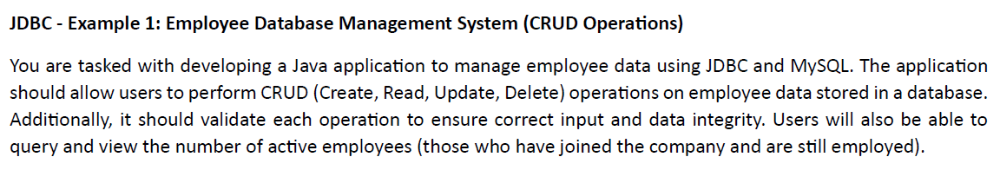 JDBC - Example 1: Employee Database Management System (CRUD Operations)
You are tasked with developing a Java application to manage employee data using JDBC and MySQL. The application
should allow users to perform CRUD (Create, Read, Update, Delete) operations on employee data stored in a database.
Additionally, it should validate each operation to ensure correct input and data integrity. Users will also be able to
query and view the number of active employees (those who have joined the company and are still employed).